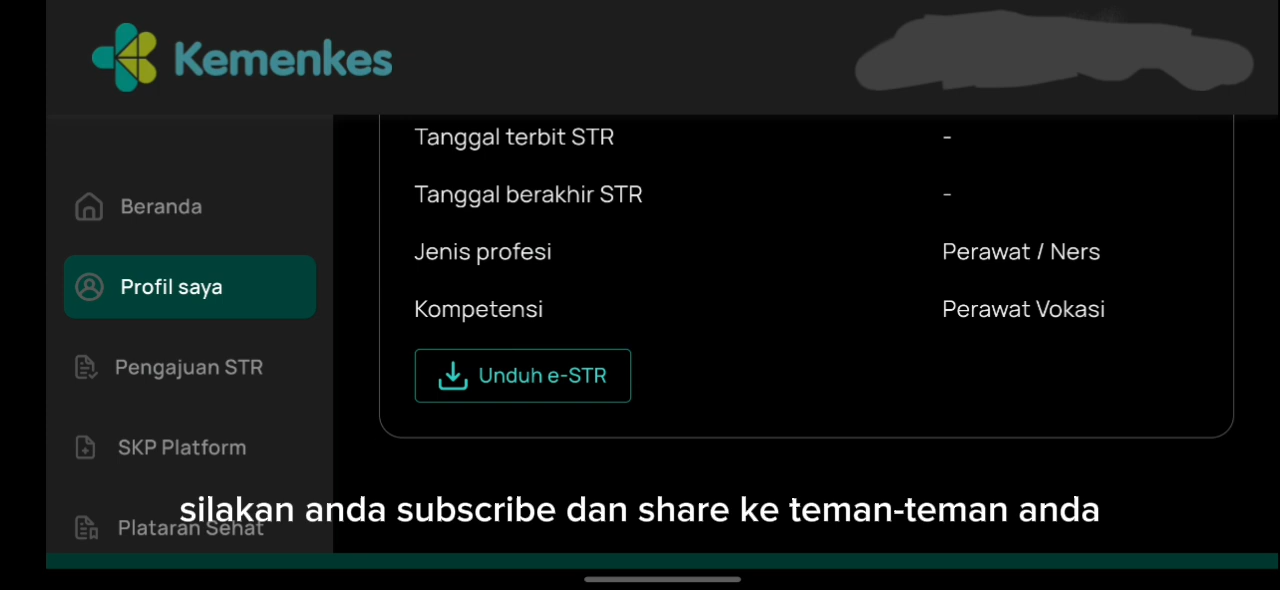 Kemenkes
Beranda
Profil saya
Pengajuan STR
SKP Platform
Plataran Sehat
Tanggal terbit STR -
Tanggal berakhir STR -
Jenis profesi Perawat / Ners
Kompetensi Perawat Vokasi
Unduh e-STR
silakan anda subscribe dan share ke teman-teman anda